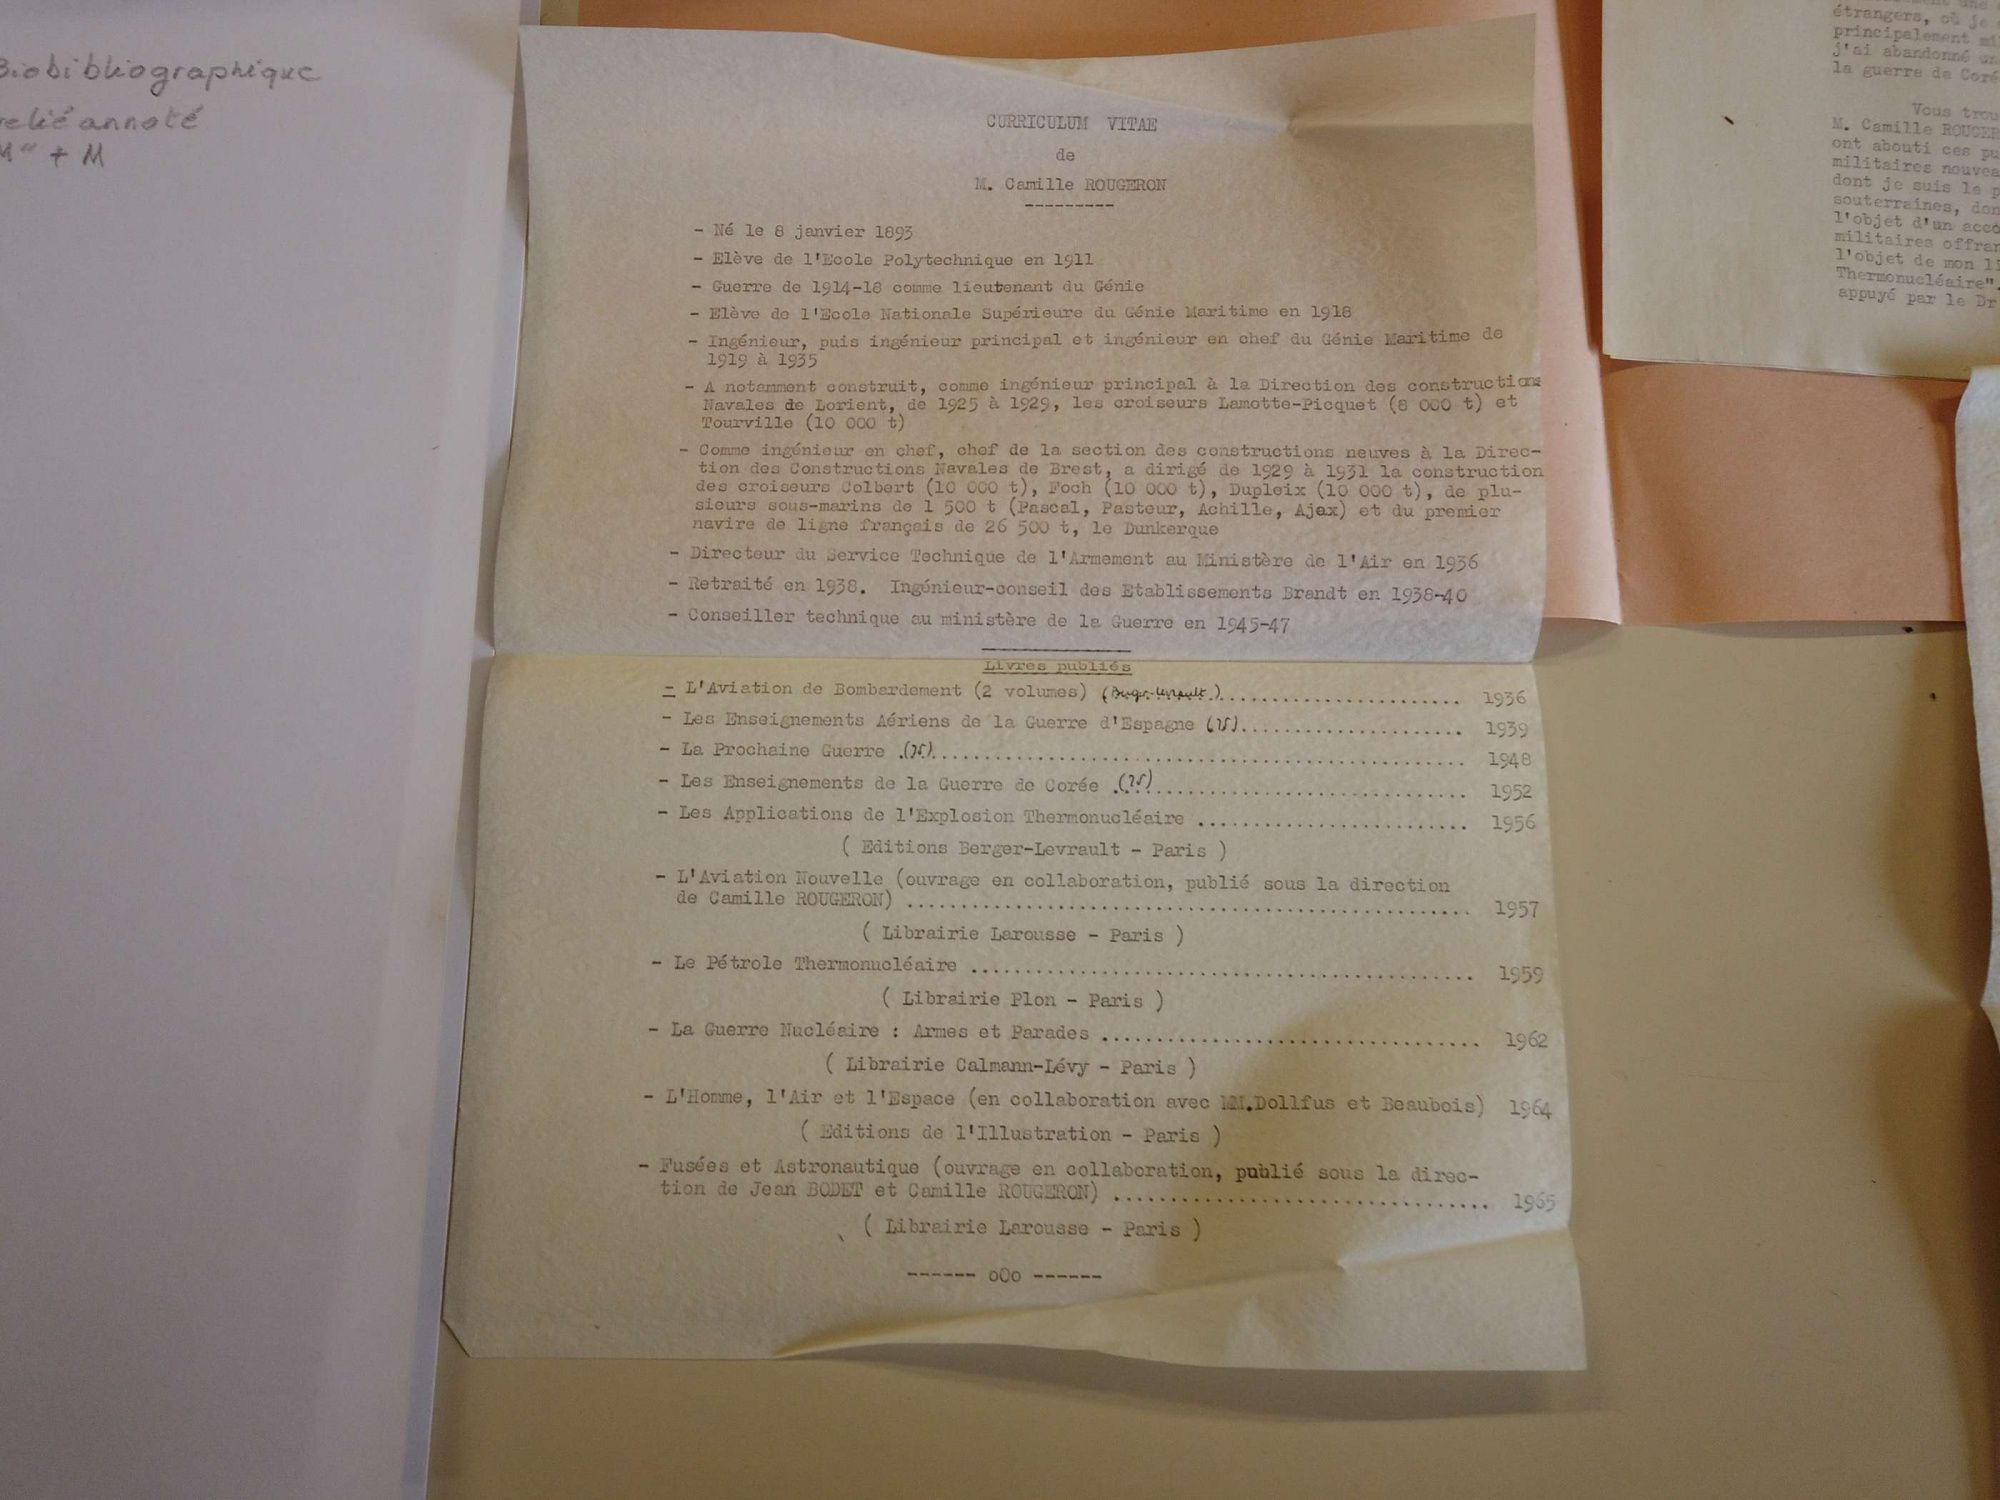 Biobibliographique
relié annoté
M" + M
CURRICULUM VITAE
de
M. Camille ROUGERON
---------
- Né le 8 janvier 1893
- Elève de l'Ecole Polytechnique en 1911
- Guerre de 1914-18 comme lieutenant du Génie
- Elève de l'Ecole Nationale Supérieure du Génie Maritime en 1918
- Ingénieur, puis ingénieur principal et ingénieur en chef du Génie Maritime de
1919 à 1935
- A notamment construit, comme ingénieur principal à la Direction des constructions
Navales de Lorient, de 1925 à 1929, les croiseurs Lamotte-Picquet (8 000 t) et
Tourville (10 000 t)
- Comme ingénieur en chef, chef de la section des constructions neuves à la Direc-
tion des Constructions Navales de Brest, a dirigé de 1929 à 1931 la construction
des croiseurs Colbert (10 000 t), Foch (10 000 t), Dupleix (10 000 t), de plu-
sieurs sous-marins de 1 500 t (Pascal, Pasteur, Achille, Ajax) et du premier
navire de ligne français de 26 500 t, le Dunkerque
- Directeur du Service Technique de l'Armement au Ministère de l'Air en 1936
- Retraité en 1938. Ingénieur-conseil des Etablissements Brandt en 1938-40
- Conseiller technique au ministère de la Guerre en 1945-47
Livres publiés
- L'Aviation de Bombardement (2 volumes) (Berger-Levrault)........................ 1936
- Les Enseignements Aériens de la Guerre d'Espagne ...................... 1939
- La Prochaine Guerre .................................................. 1948
- Les Enseignements de la Guerre de Corée ................................ 1952
- Les Applications de l'Explosion Thermonucléaire ........................ 1956
( Editions Berger-Levrault - Paris )
- L'Aviation Nouvelle (ouvrage en collaboration, publié sous la direction
de Camille ROUGERON) .................................................. 1957
( Librairie Larousse - Paris )
- Le Pétrole Thermonucléaire ............................................. 1959
( Librairie Plon - Paris )
- La Guerre Nucléaire : Armes et Parades .................................. 1962
( Librairie Calmann-Lévy - Paris )
- L'Homme, l'Air et l'Espace (en collaboration avec MM.Dollfus et Beaubois) 1964
( Editions de l'Illustration - Paris )
- Fusées et Astronautique (ouvrage en collaboration, publié sous la direc-
tion de Jean BODET et Camille ROUGERON) .................................. 1965
( Librairie Larousse - Paris )
------ oOo ------
étrangers, où je
principalement
j'ai abandonné
la guerre de
Vous
M. Camille
ont abouti ces
militaires
dont je suis le
souterraines,
l'objet d'un
militaires
l'objet de mon
Thermonucléaire".
appuyé par le Dr